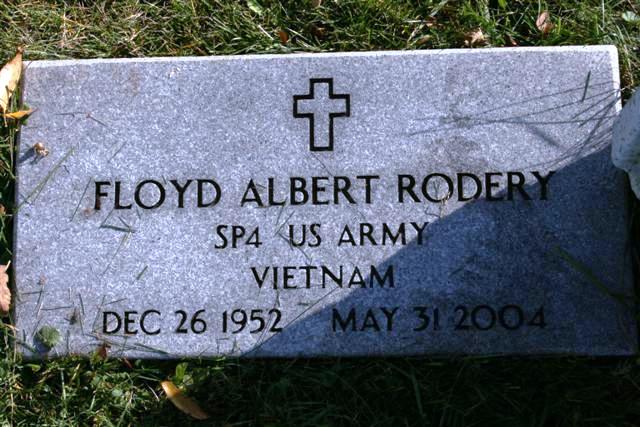 FLOYD ALBERT RODERY
SP4 US ARMY
VIETNAM
DEC 26 1952 MAY 31 2004